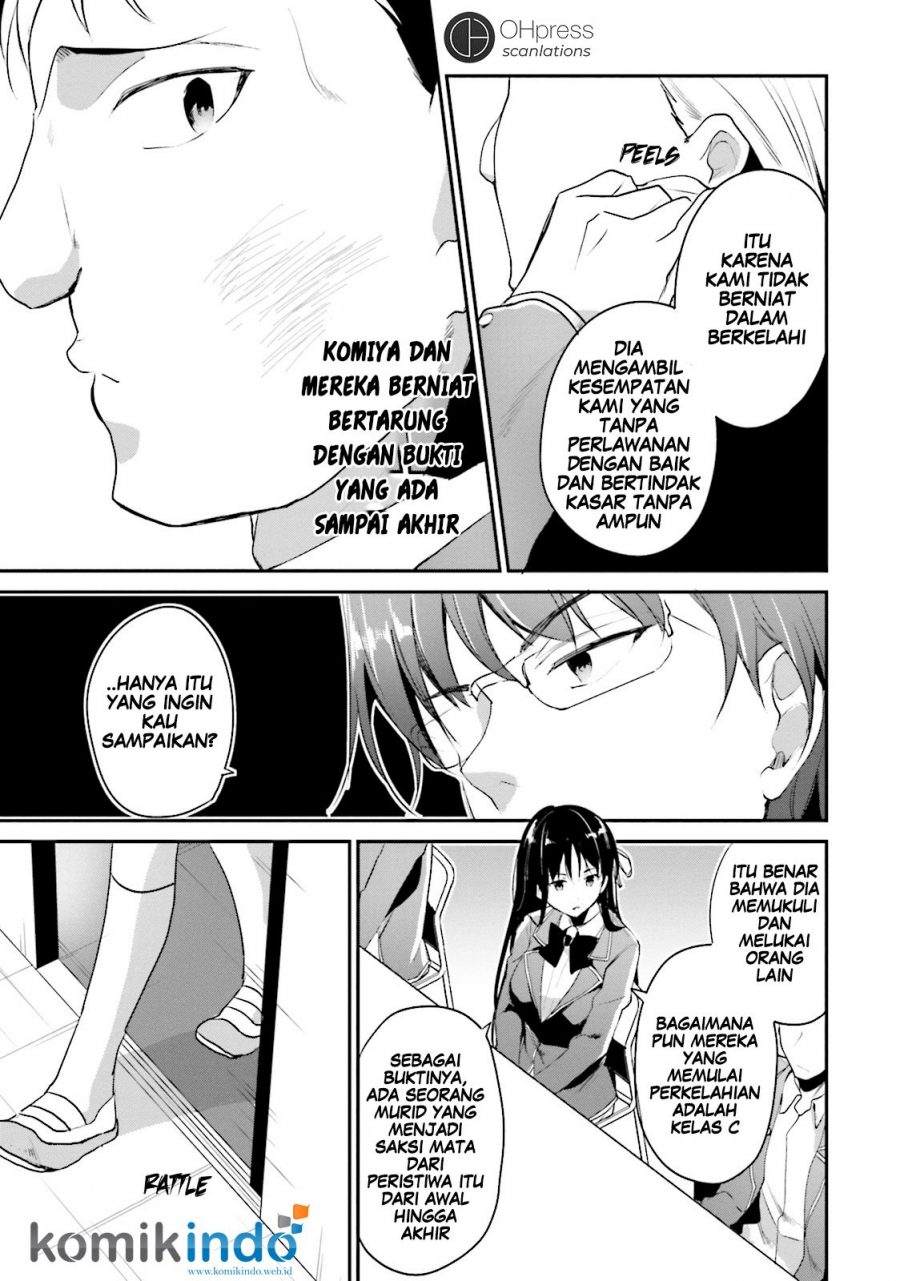 OHpress
scanlations
PEELS
ITU
KARENA
KAMI TIDAK
BERNIAT
DALAM
BERKELAHI
DIA
MENGAMBIL
KESEMPATAN
KAMI YANG
TANPA
PERLAWANAN
DENGAN BAIK
DAN BERTINDAK
KASAR TANPA
AMPUN
KOMIYA DAN
MEREKA BERNIAT
BERTARUNG
DENGAN BUKTI
YANG ADA
SAMPAI AKHIR
..HANYA ITU
YANG INGIN
KAU
SAMPAIKAN?
ITU BENAR
BAHWA DIA
MEMUKULI
DAN
MELUKAI
ORANG
LAIN
BAGAIMANA
PUN MEREKA
YANG
MEMULAI
PERKELAHIAN
ADALAH
KELAS C
SEBAGAI
BUKTINYA,
ADA SEORANG
MURID YANG
MENJADI
SAKSI MATA
DARI
PERISTIWA ITU
DARI AWAL
HINGGA
AKHIR
RATTLE
komikindo
www.komikindo.web.id